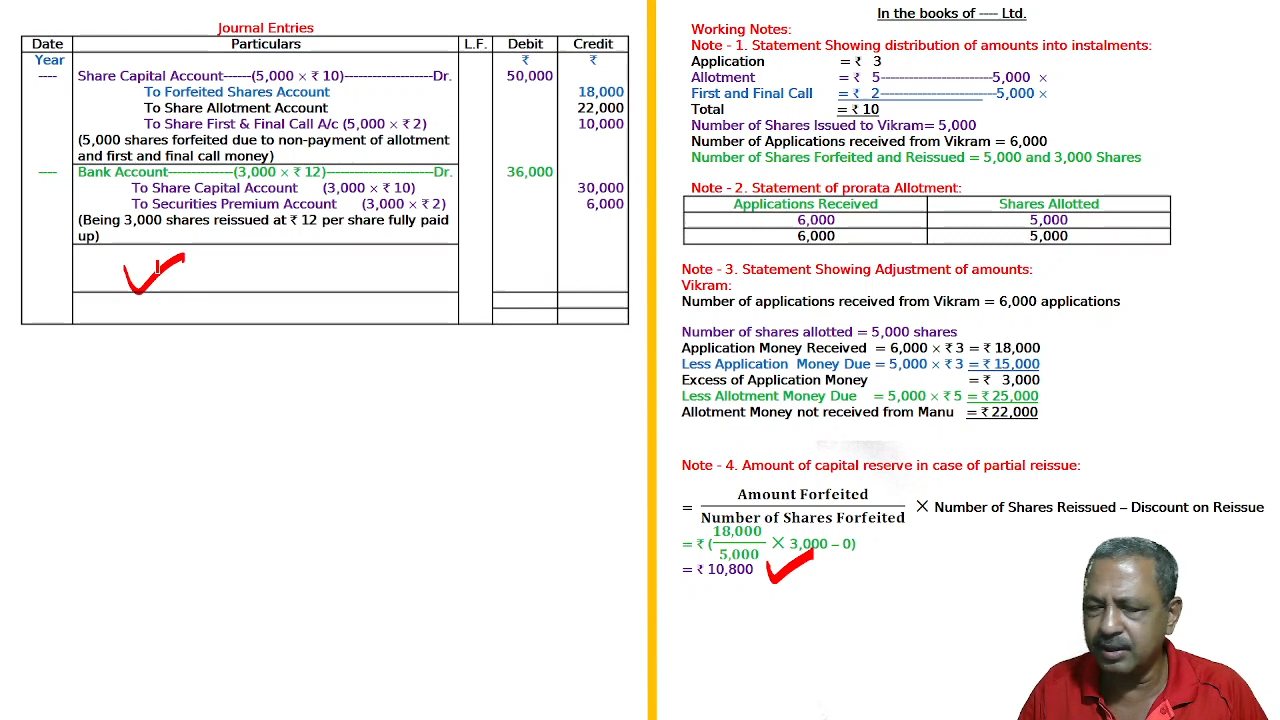 Journal Entries
Date Particulars L.F. Debit Credit
Year ₹ ₹
---- Share Capital Account------(5,000 × ₹ 10)-------------------Dr. 50,000
To Forfeited Shares Account 18,000
To Share Allotment Account 22,000
To Share First & Final Call A/c (5,000 × ₹ 2) 10,000
(5,000 shares forfeited due to non-payment of allotment
and first and final call money)
---- Bank Account-------------(3,000 × ₹ 12)---------------------Dr. 36,000
To Share Capital Account (3,000 × ₹ 10) 30,000
To Securities Premium Account (3,000 × ₹ 2) 6,000
(Being 3,000 shares reissued at ₹ 12 per share fully paid
up)
In the books of ---- Ltd.
Working Notes:
Note - 1. Statement Showing distribution of amounts into instalments:
Application = ₹ 3
Allotment = ₹ 5-------------------------5,000 ×
First and Final Call = ₹ 2-------------------------5,000 ×
Total = ₹ 10
Number of Shares Issued to Vikram= 5,000
Number of Applications received from Vikram = 6,000
Number of Shares Forfeited and Reissued = 5,000 and 3,000 Shares
Note - 2. Statement of prorata Allotment:
Applications Received Shares Allotted
6,000 5,000
6,000 5,000
Note - 3. Statement Showing Adjustment of amounts:
Vikram:
Number of applications received from Vikram = 6,000 applications
Number of shares allotted = 5,000 shares
Application Money Received = 6,000 × ₹ 3 = ₹ 18,000
Less Application Money Due = 5,000 × ₹ 3 = ₹ 15,000
Excess of Application Money = ₹ 3,000
Less Allotment Money Due = 5,000 × ₹ 5 = ₹ 25,000
Allotment Money not received from Manu = ₹ 22,000
Note - 4. Amount of capital reserve in case of partial reissue:
Amount Forfeited
= × Number of Shares Reissued – Discount on Reissue
Number of Shares Forfeited
18,000
= ₹ ( × 3,000 – 0)
5,000
= ₹ 10,800